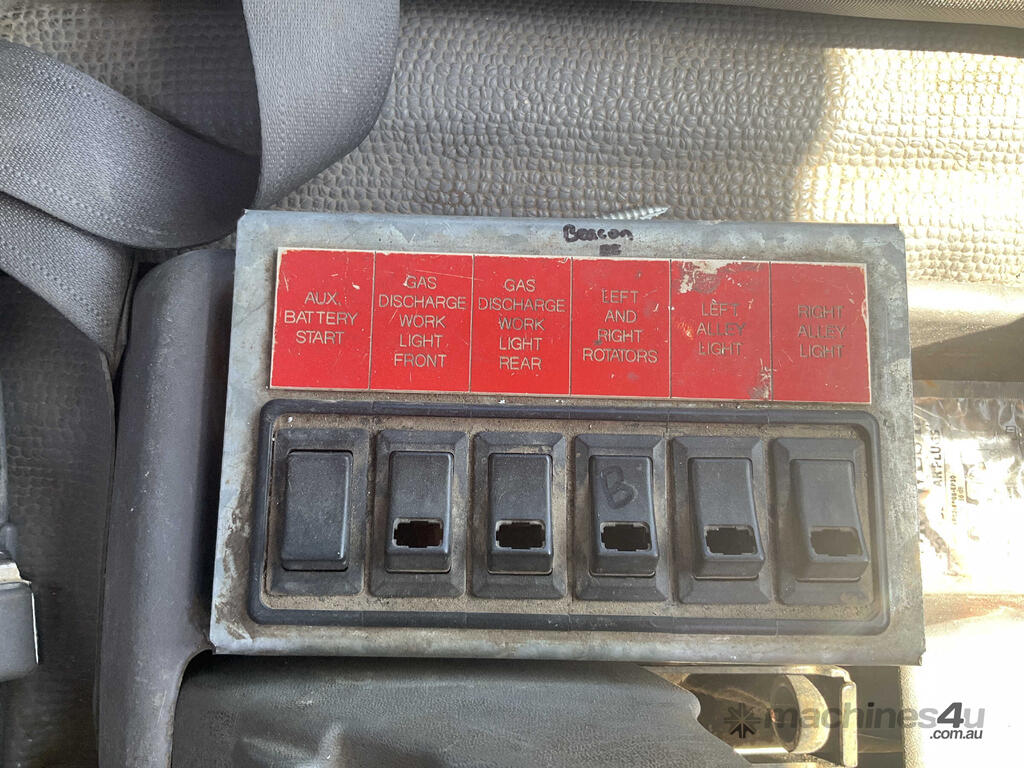 Beacon
AUX.
BATTERY
START
GAS
DISCHARGE
WORK
LIGHT
FRONT
GAS
DISCHARGE
WORK
LIGHT
REAR
LEFT
AND
RIGHT
ROTATORS
LEFT
ALLEY
LIGHT
RIGHT
ALLEY
LIGHT
B
machines4u
.com.au